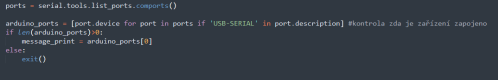 ports = serial.tools.list_ports.comports()
arduino_ports = [port.device for port in ports if 'USB-SERIAL' in port.description] #kontrola zda je zařízení zapojeno
if len(arduino_ports)>0:
    message_print = arduino_ports[0]
else:
    exit()